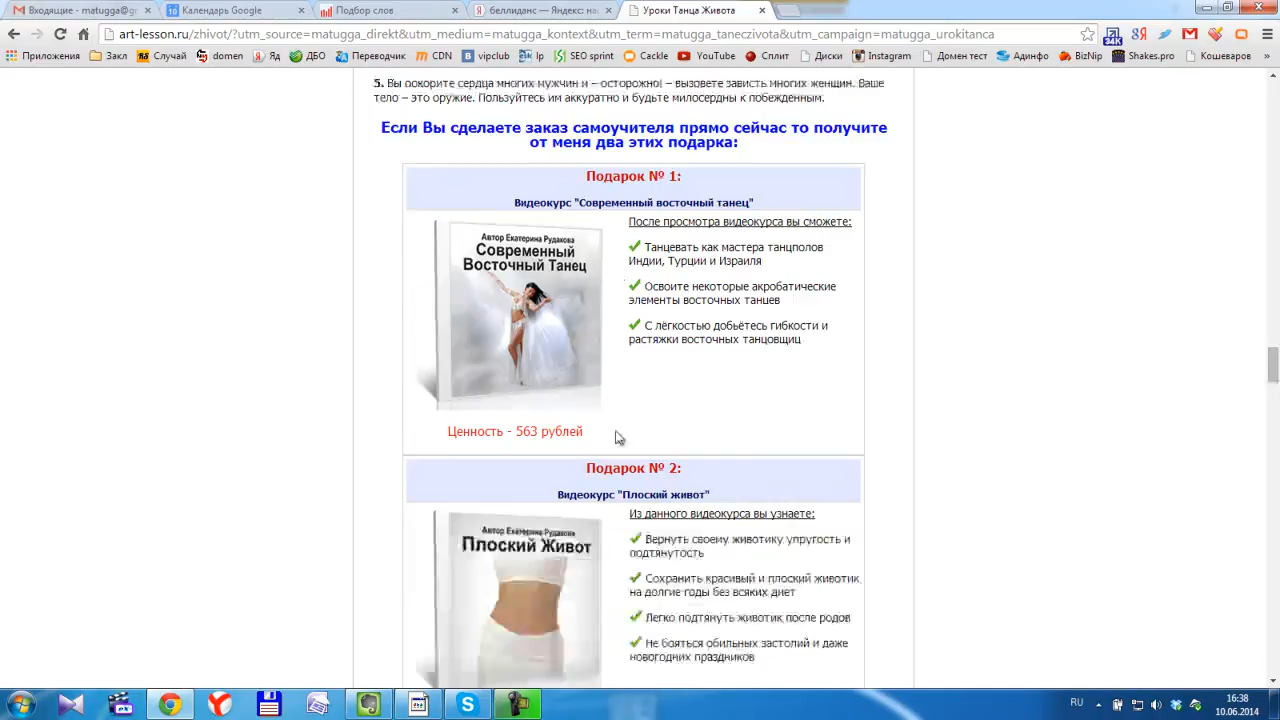 Входящи - matugga@g
Календарь Google
Подбор слов
беллиданс — Яндекс: на
Уроки Танца Живота
art-lesson.ru/zhivot/?utm_source=matugga_direkt&utm_medium=matugga_kontext&utm_term=matugga_taneczivota&utm_campaign=matugga_urokitanca
Приложения Закл Случай domen Яд ДБО Переводчик vipclub ip SEO sprint Cackle YouTube Сплит Диски Instagram Домен тест Адинфо BizNip Shakes.pro Кошеваров »
5. Вы покорите сердца многих мужчин и – осторожно! – вызовете зависть многих женщин. Ваше
тело – это оружие. Пользуйтесь им аккуратно и будьте милосердны к побежденным.
Если Вы сделаете заказ самоучителя прямо сейчас то получите
от меня два этих подарка:
Подарок № 1:
Видеокурс "Современный восточный танец"
Автор Екатерина Рудакова
Современный
Восточный Танец
Ценность - 563 рублей
После просмотра видеокурса вы сможете:
Танцевать как мастера танцполов
Индии, Турции и Израиля
Освоите некоторые акробатические
элементы восточных танцев
С лёгкостью добьётесь гибкости и
растяжки восточных танцовщиц
Подарок № 2:
Видеокурс "Плоский живот"
Автор Екатерина Рудакова
Плоский Живот
Из данного видеокурса вы узнаете:
Вернуть своему животику упругость и
подтянутость
Сохранить красивый и плоский животик
на долгие годы без всяких диет
Легко подтянуть животик после родов
Не бояться обильных застолий и даже
новогодних праздников
RU
16:38
10.06.2014